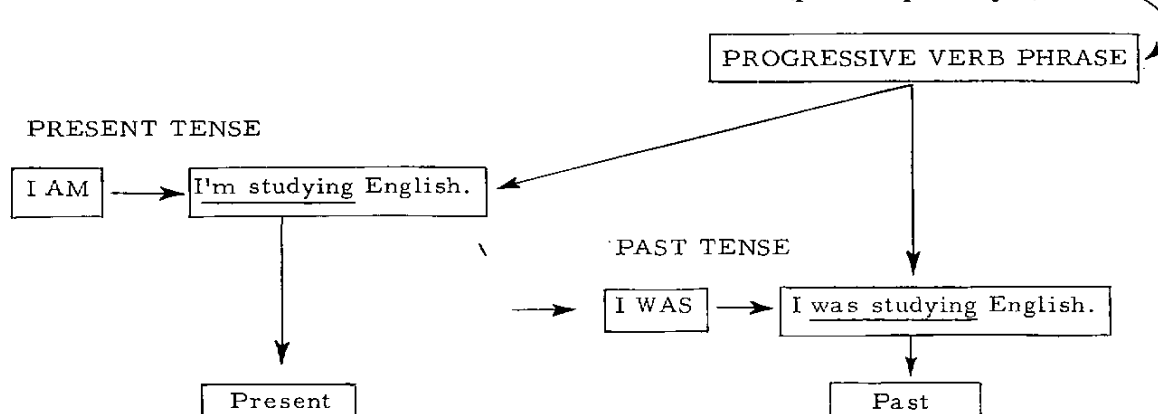 PROGRESSIVE VERB PHRASE
PRESENT TENSE
I AM
I'm studying English.
PAST TENSE
I WAS
I was studying English.
Present
Past